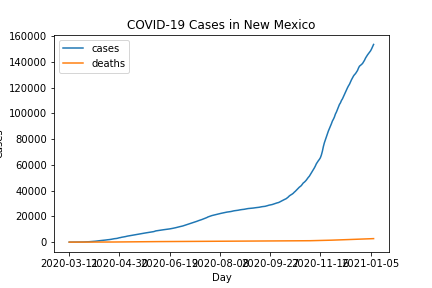 COVID-19 Cases in New Mexico
cases
deaths
160000
140000
120000
100000
80000
60000
40000
20000
0
Cases
2020-03-11 2020-04-30 2020-06-19 2020-08-08 2020-09-27 2020-11-16 2021-01-05
Day